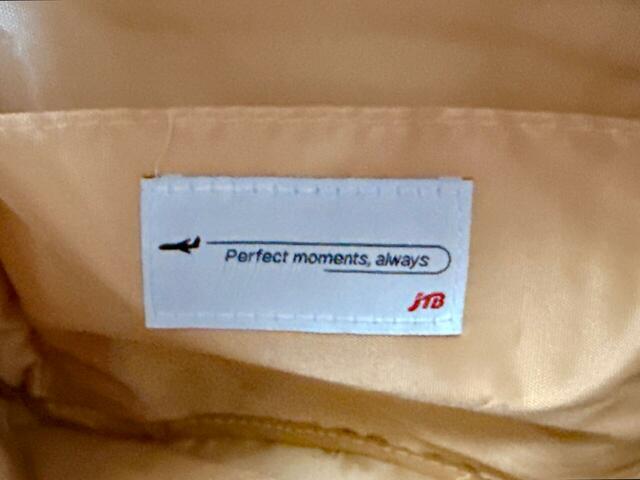 Perfect moments, always
JTB